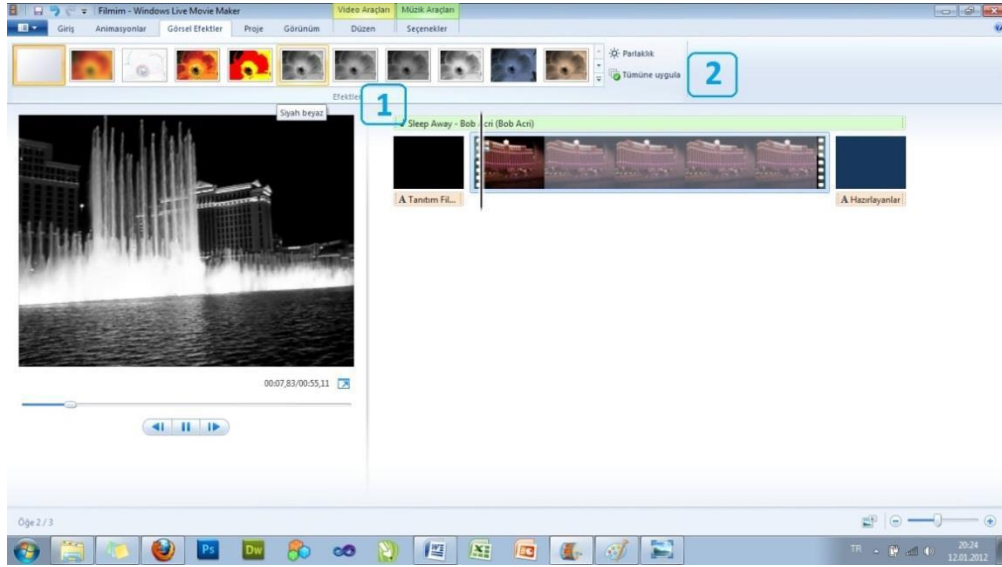 Filmim - Windows Live Movie Maker
Video Araçları
Müzik Araçları
Giriş
Animasyonlar
Görsel Efektler
Proje
Görünüm
Düzen
Seçenekler
Parlaklık
Tümüne uygula
2
Efektler
1
Siyah beyaz
Sleep Away - Bob Acri (Bob Acri)
A Tanıtım Fil...
A Hazırlayanlar
00:07,83/00:55,11
Öğe 2 / 3
Ps
Dw
TR
20:24
12.01.2012